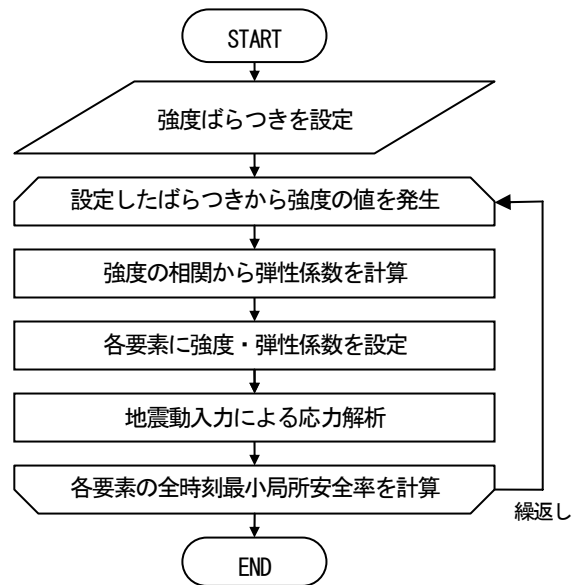 START
強度ばらつきを設定
設定したばらつきから強度の値を発生
強度の相関から弾性係数を計算
各要素に強度・弾性係数を設定
地震動入力による応力解析
各要素の全時刻最小局所安全率を計算
繰返し
END